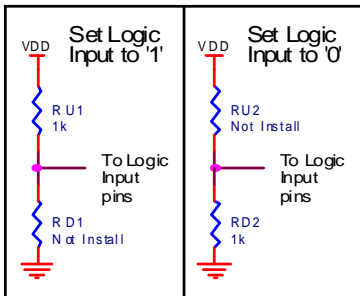 Set Logic
Input to '1'
VDD
RU1
1k
To Logic
Input
pins
RD1
Not Install
Set Logic
Input to '0'
VDD
RU2
Not Install
To Logic
Input
pins
RD2
1k